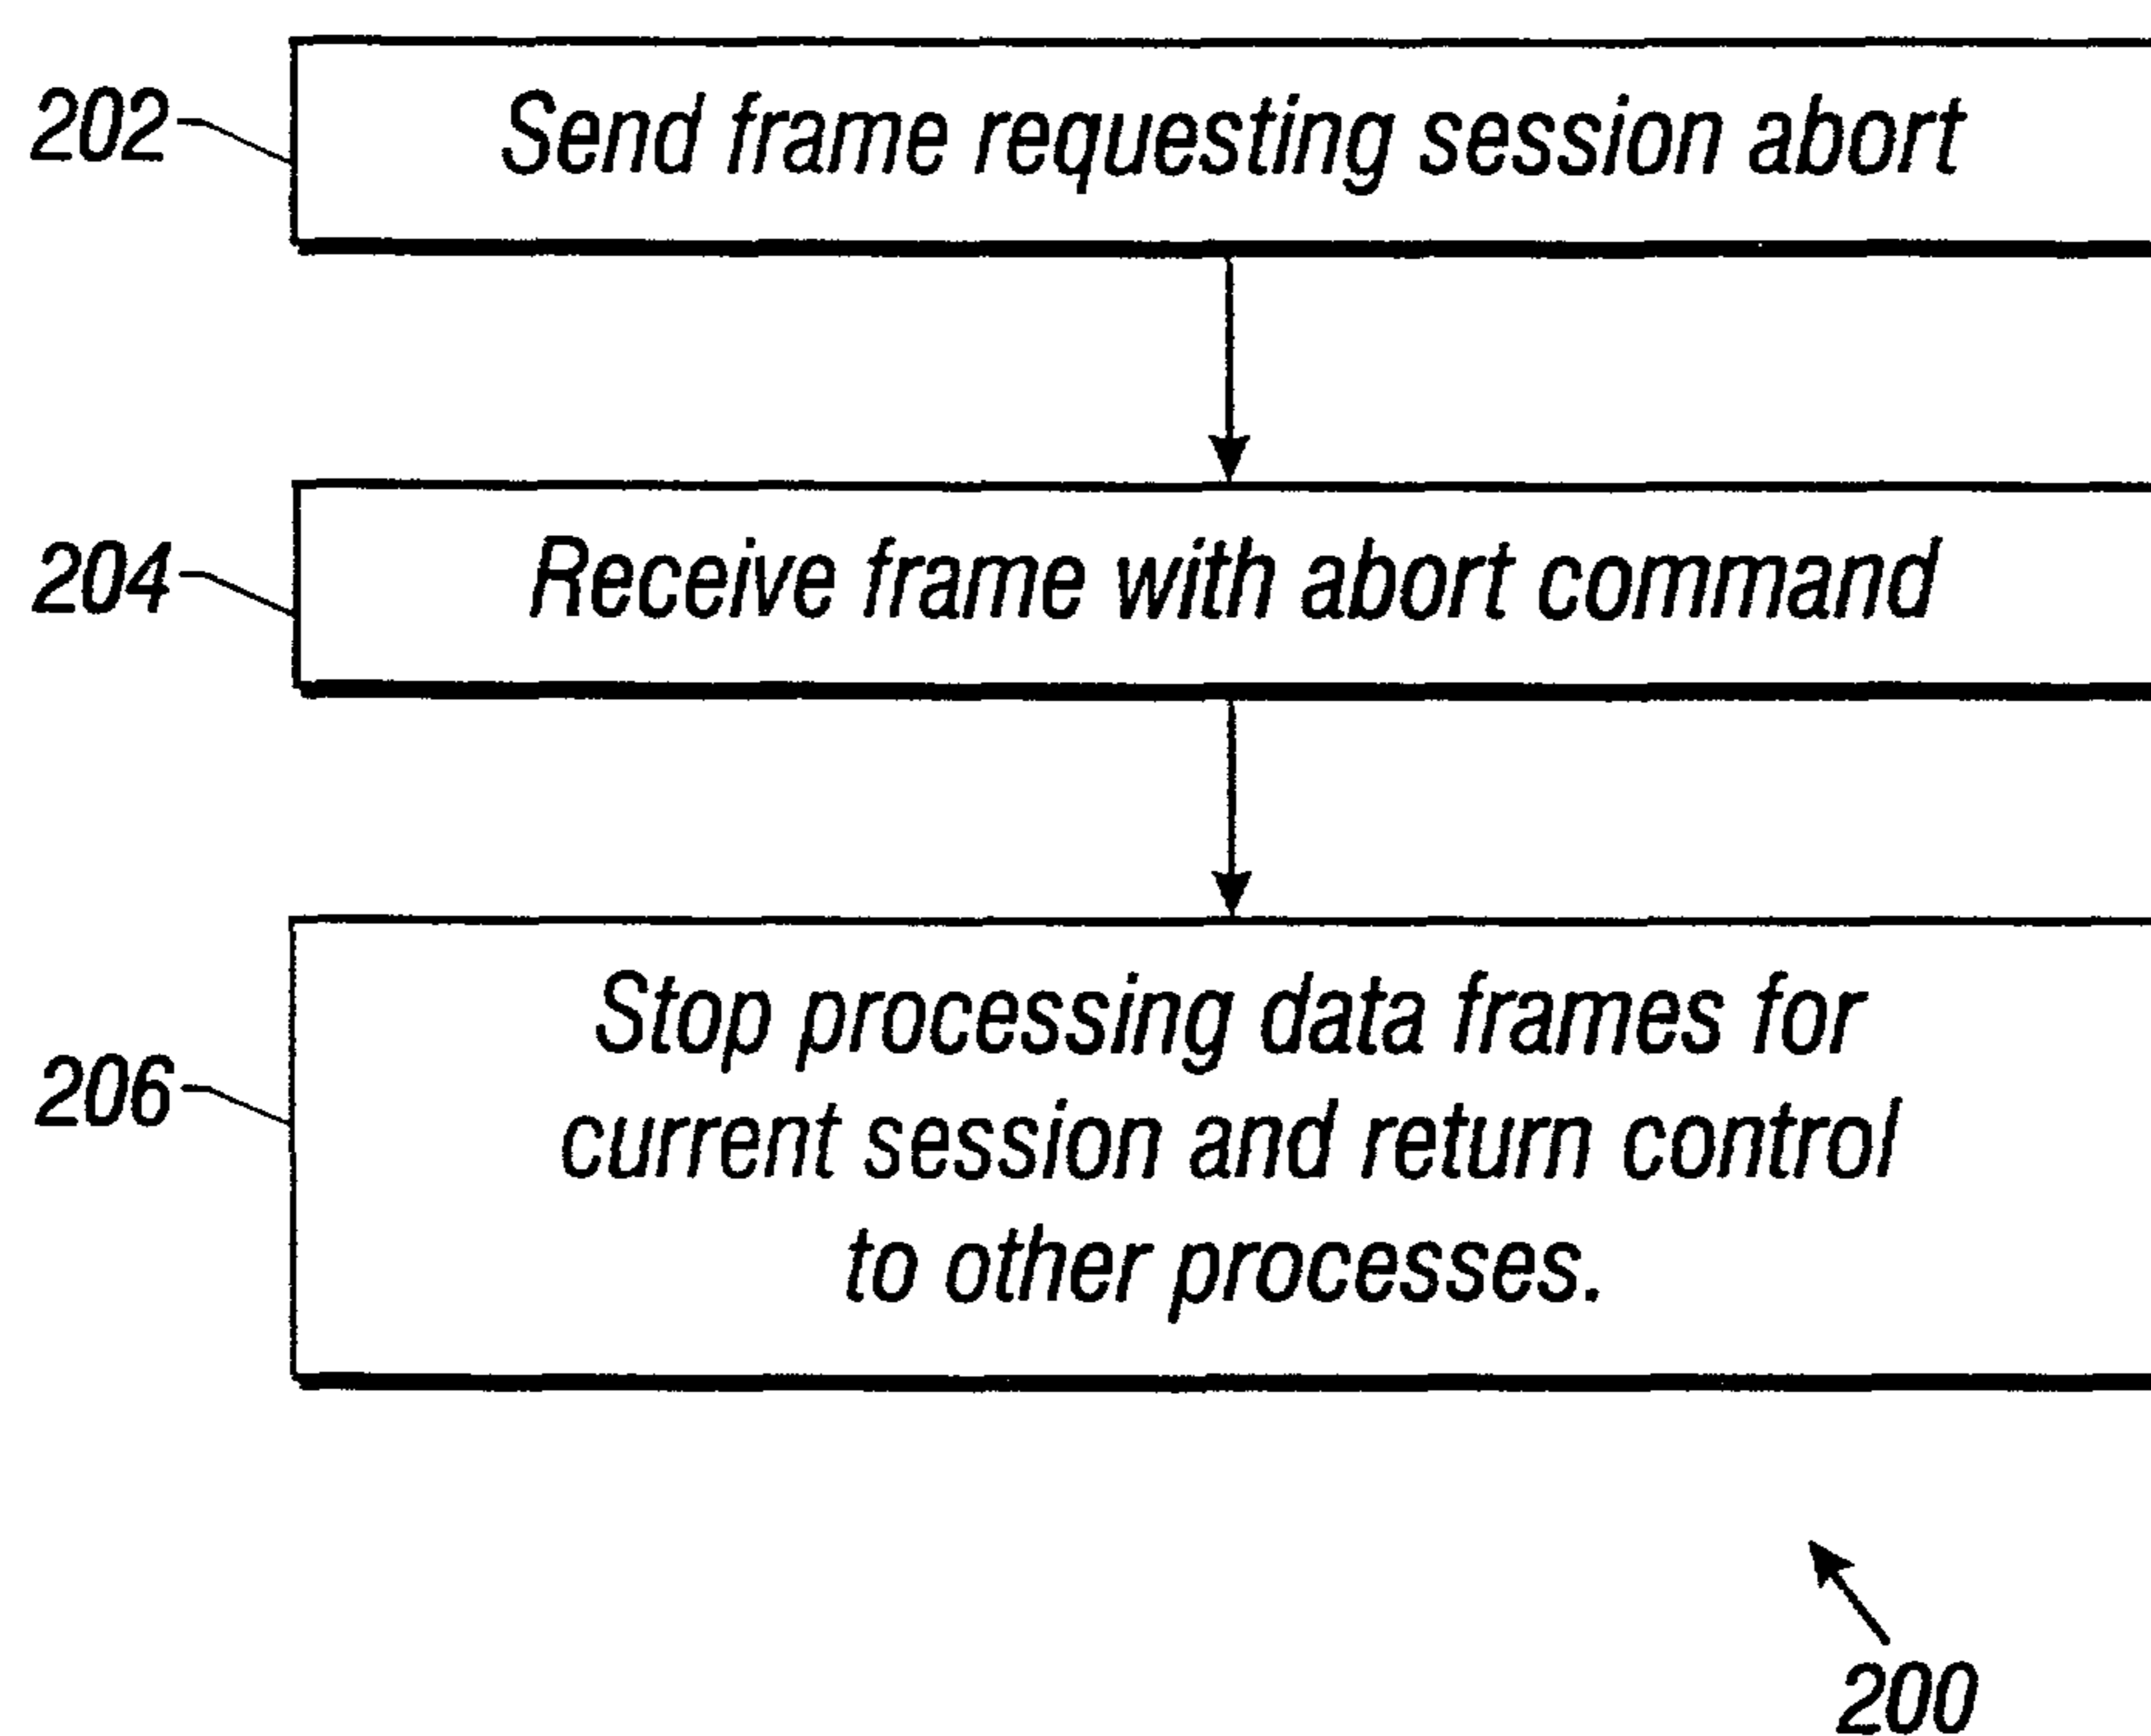 202
Send frame requesting session abort
204
Receive frame with abort command
206
Stop processing data frames for
current session and return control
to other processes.
200